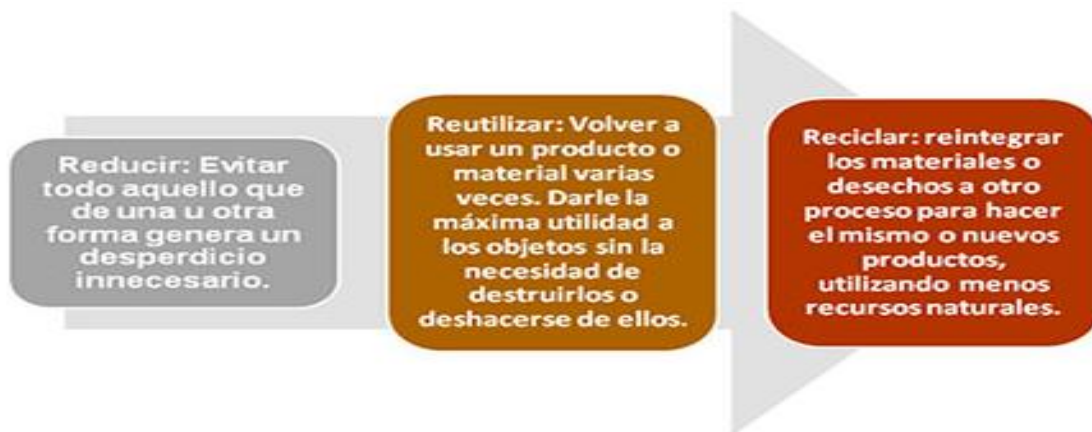 Reducir: Evitar
todo aquello que
de una u otra
forma genera un
desperdicio
innecesario.
Reutilizar: Volver a
usar un producto o
material varias
veces. Darle la
máxima utilidad a
los objetos sin la
necesidad de
destruirlos o
deshacerse de ellos.
Reciclar: reintegrar
los materiales o
desechos a otro
proceso para hacer
el mismo o nuevos
productos,
utilizando menos
recursos naturales.